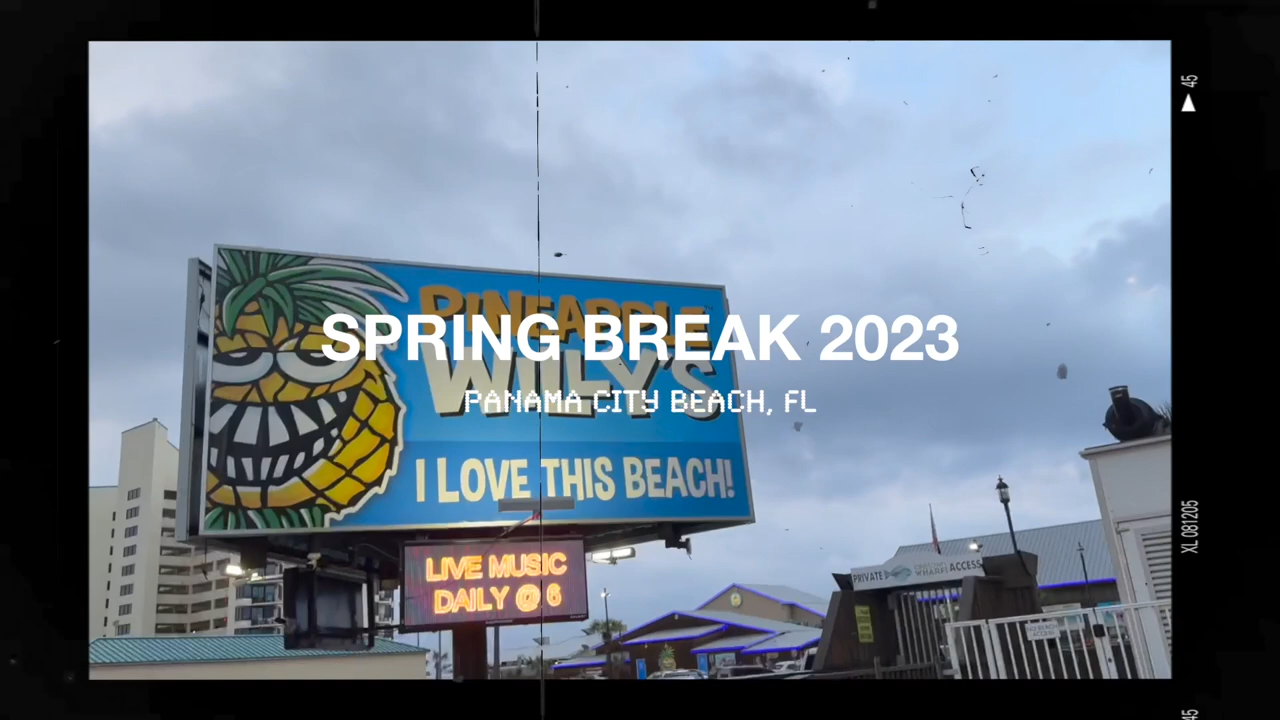 45
SPRING BREAK 2023
PANAMA CITY BEACH, FL
PINEAPPLE
WILLY'S
I LOVE THIS BEACH!
LIVE MUSIC
DAILY @ 6
PRIVATE
WHARF
ACCESS
XL 081205
45